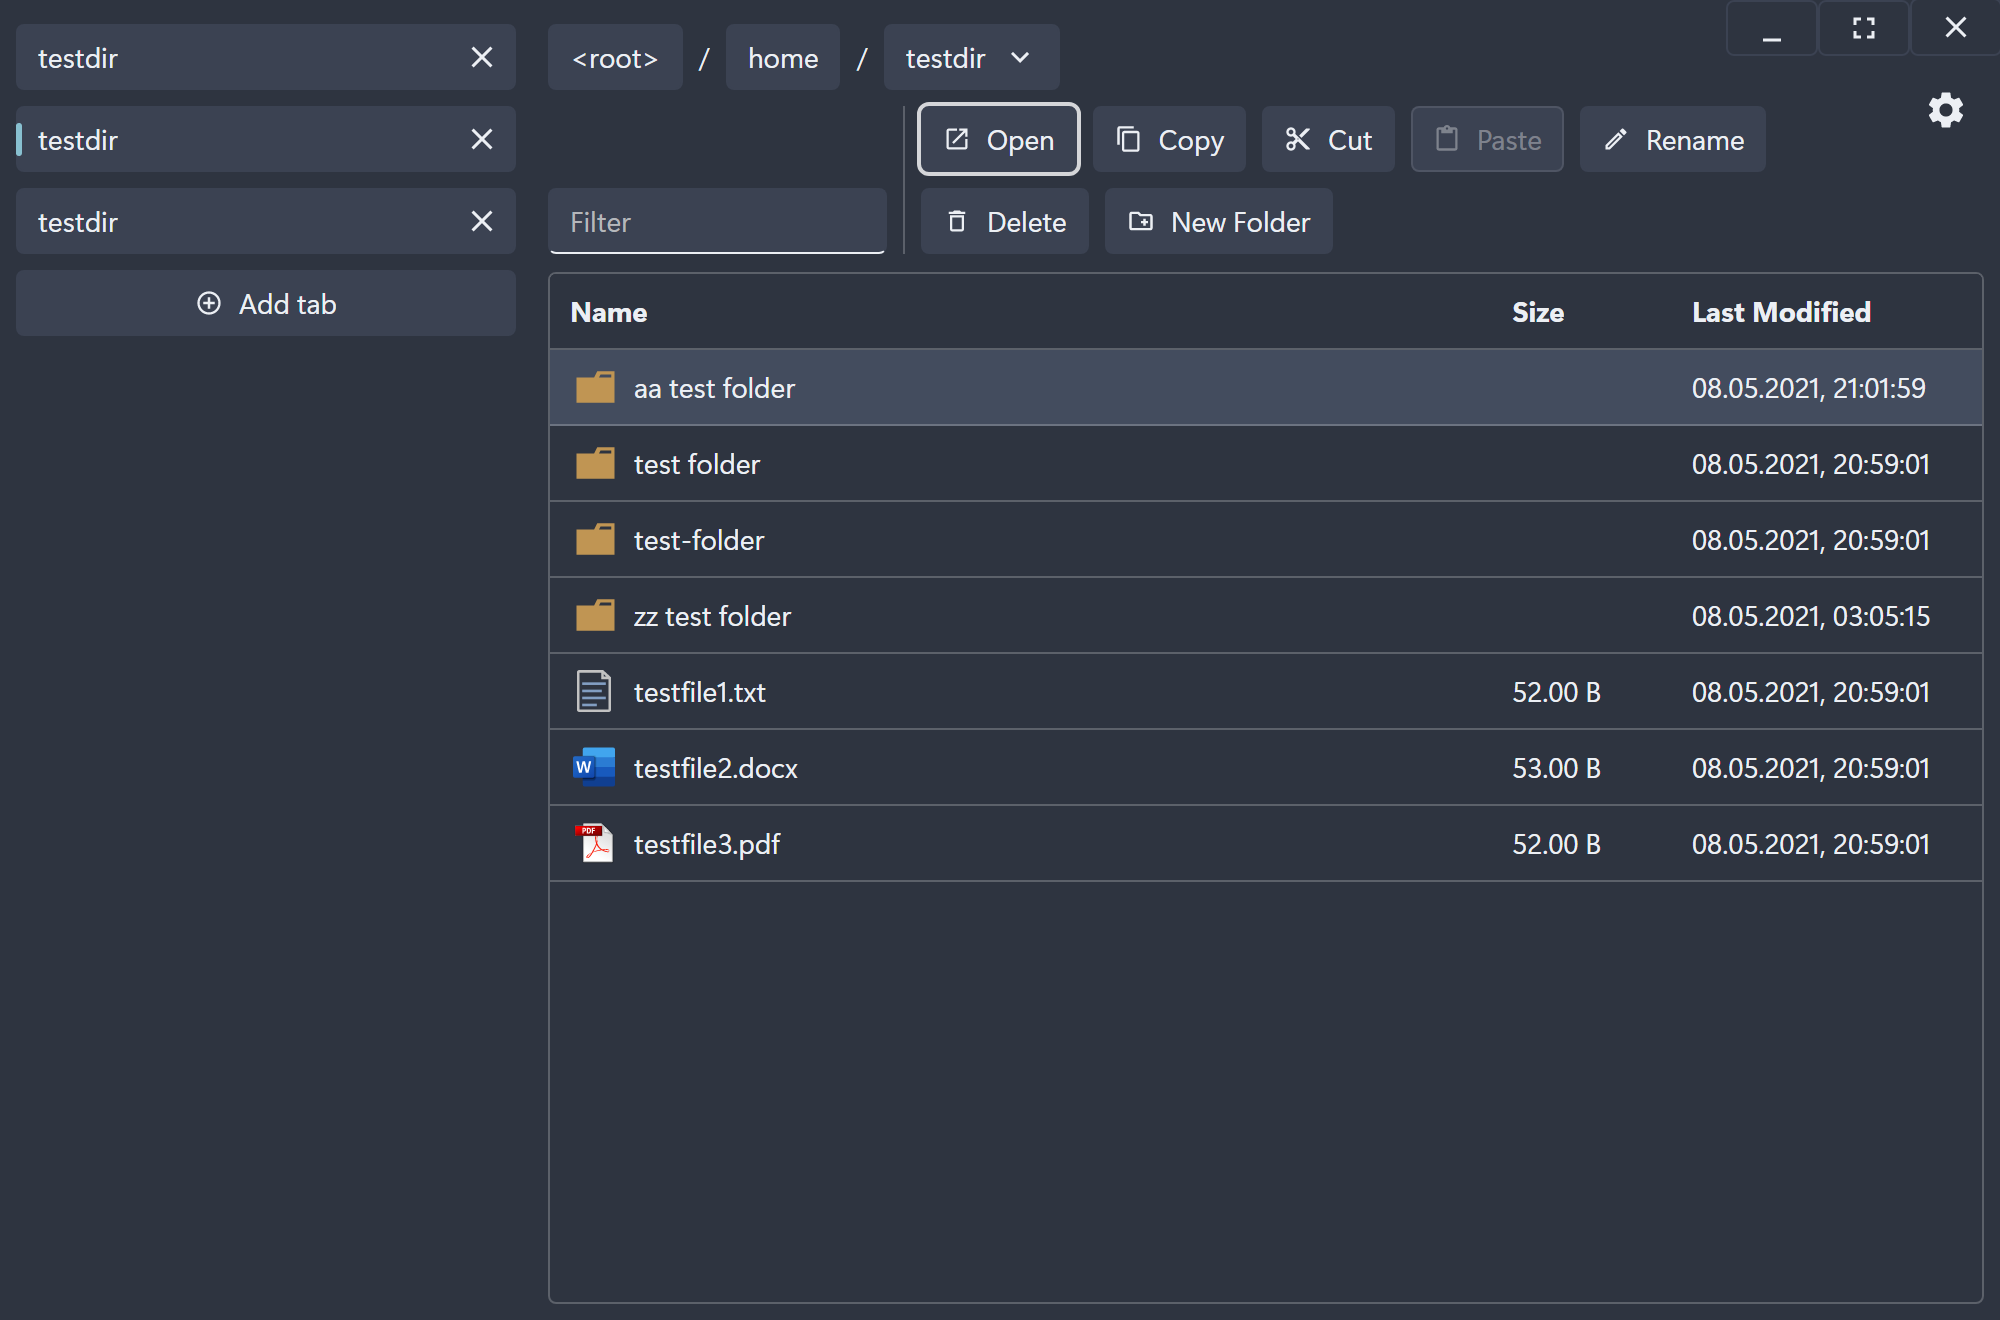 testdir
testdir
testdir
Add tab
<root> / home / testdir
Open Copy Cut Paste Rename
Filter Delete New Folder
Name Size Last Modified
aa test folder 08.05.2021, 21:01:59
test folder 08.05.2021, 20:59:01
test-folder 08.05.2021, 20:59:01
zz test folder 08.05.2021, 03:05:15
testfile1.txt 52.00 B 08.05.2021, 20:59:01
W testfile2.docx 53.00 B 08.05.2021, 20:59:01
PDF testfile3.pdf 52.00 B 08.05.2021, 20:59:01